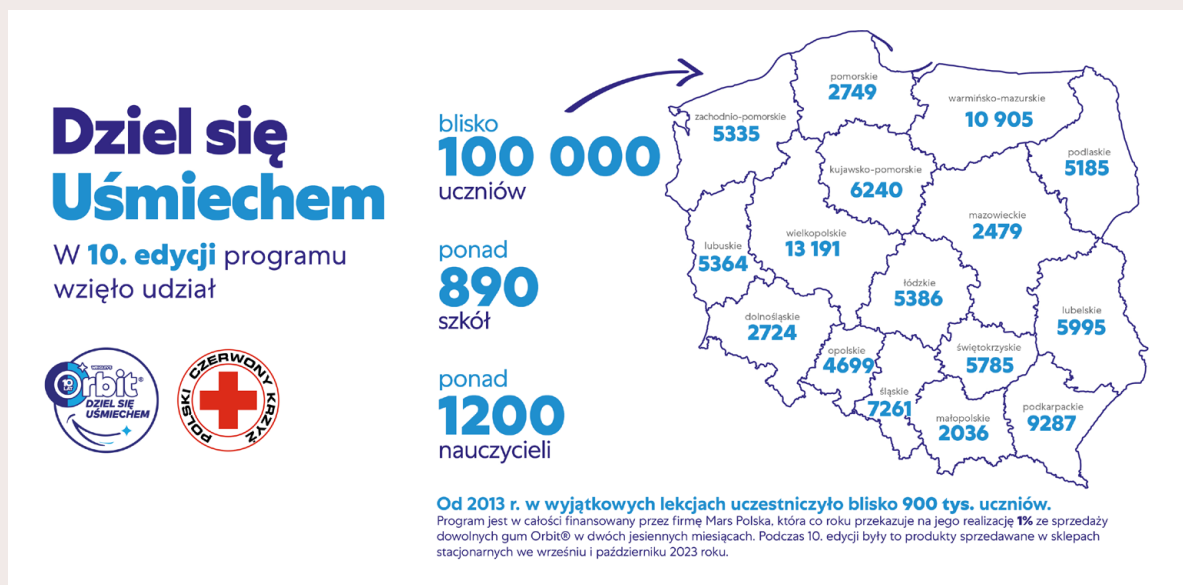 Dziel się
Uśmiechem
W 10. edycji programu
wzięło udział
Orbit®
DZIEL SIĘ
UŚMIECHEM
POLSKI CZERWONY KRZYŻ
blisko
100 000
uczniów
ponad
890
szkół
ponad
1200
nauczycieli
pomorskie
2749
warmińsko-mazurskie
10 905
zachodnio-pomorskie
5335
podlaskie
5185
kujawsko-pomorskie
6240
mazowieckie
2479
wielkopolskie
13 191
lubuskie
5364
łódzkie
5386
lubelskie
5995
dolnośląskie
2724
opolskie
4699
świętokrzyskie
5785
śląskie
7261
małopolskie
2036
podkarpackie
9287
Od 2013 r. w wyjątkowych lekcjach uczestniczyło blisko 900 tys. uczniów.
Program jest w całości finansowany przez firmę Mars Polska, która co roku przekazuje na jego realizację 1% ze sprzedaży
dowolnych gum Orbit® w dwóch jesiennych miesiącach. Podczas 10. edycji były to produkty sprzedawane w sklepach
stacjonarnych we wrześniu i październiku 2023 roku.